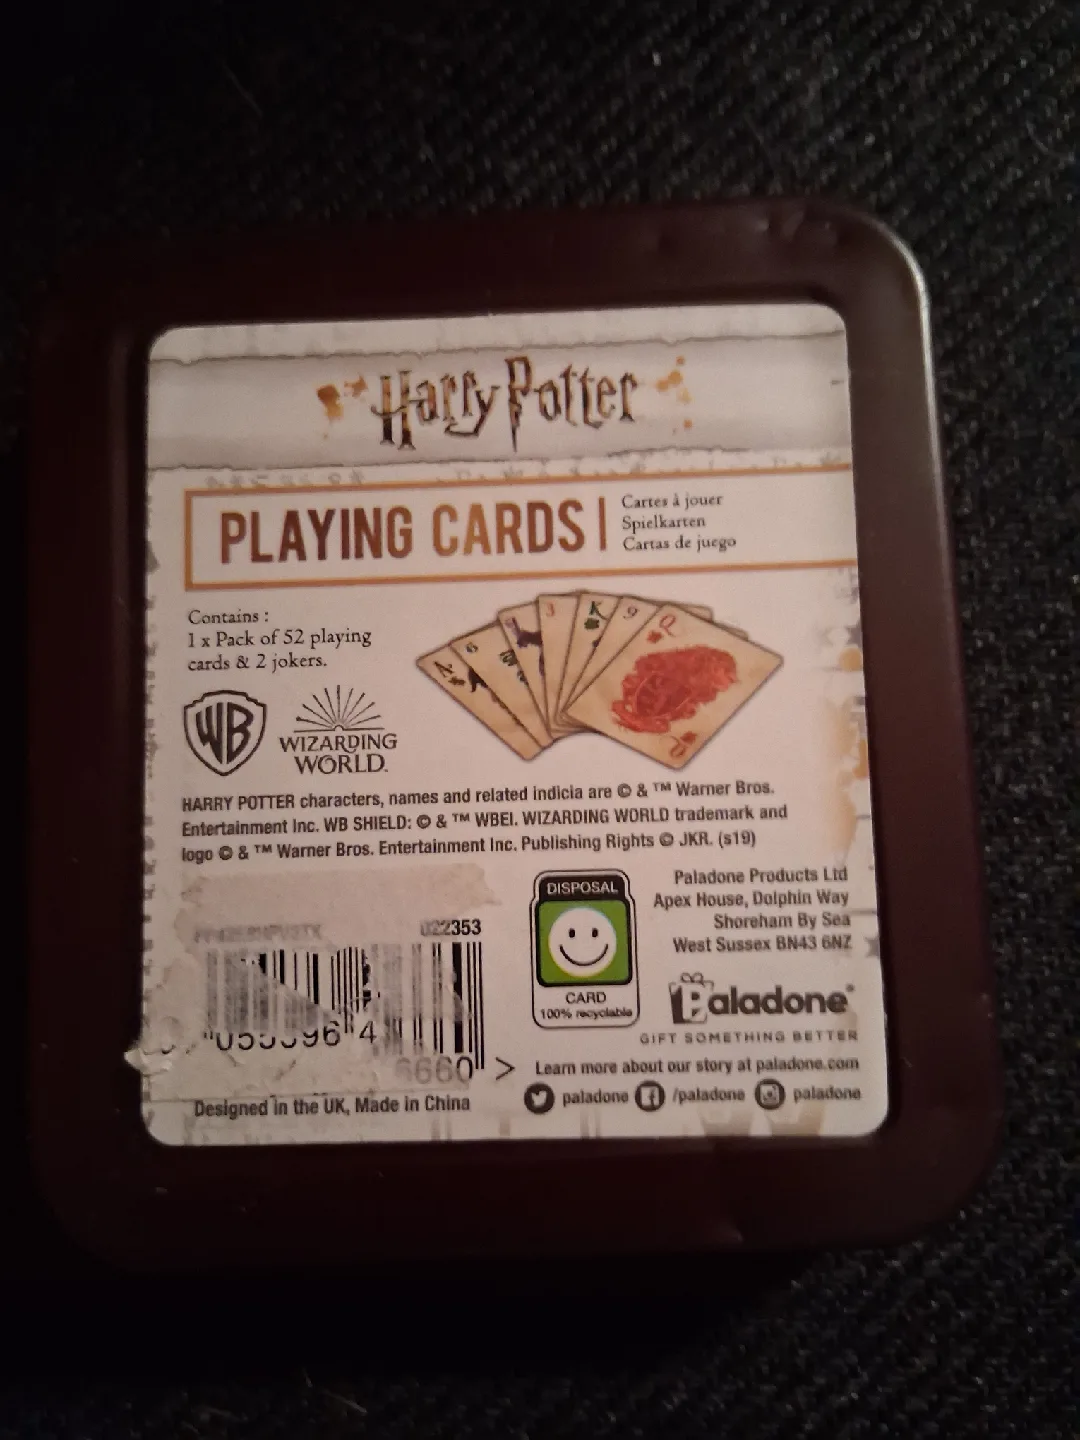 Harry Potter
PLAYING CARDS
Cartes à jouer
Spielkarten
Cartas de juego
Contains :
1 x Pack of 52 playing
cards & 2 jokers.
3 K 9 Q
Q
WB
WIZARDING
WORLD.
HARRY POTTER characters, names and related indicia are © & ™ Warner Bros.
Entertainment Inc. WB SHIELD: © & ™ WBEI. WIZARDING WORLD trademark and
logo © & ™ Warner Bros. Entertainment Inc. Publishing Rights © JKR. (s19)
022353
6660 >
Designed in the UK, Made in China
DISPOSAL
CARD
100% recyclable
Paladone Products Ltd
Apex House, Dolphin Way
Shoreham By Sea
West Sussex BN43 6NZ
Paladone®
GIFT SOMETHING BETTER
Learn more about our story at paladone.com
paladone /paladone paladone